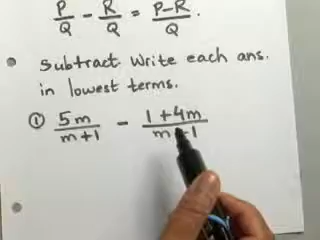 P/Q - R/Q = P-R/Q.
• Subtract. Write each ans.
in lowest terms.
① 5m/m+1 - 1+4m/m+1